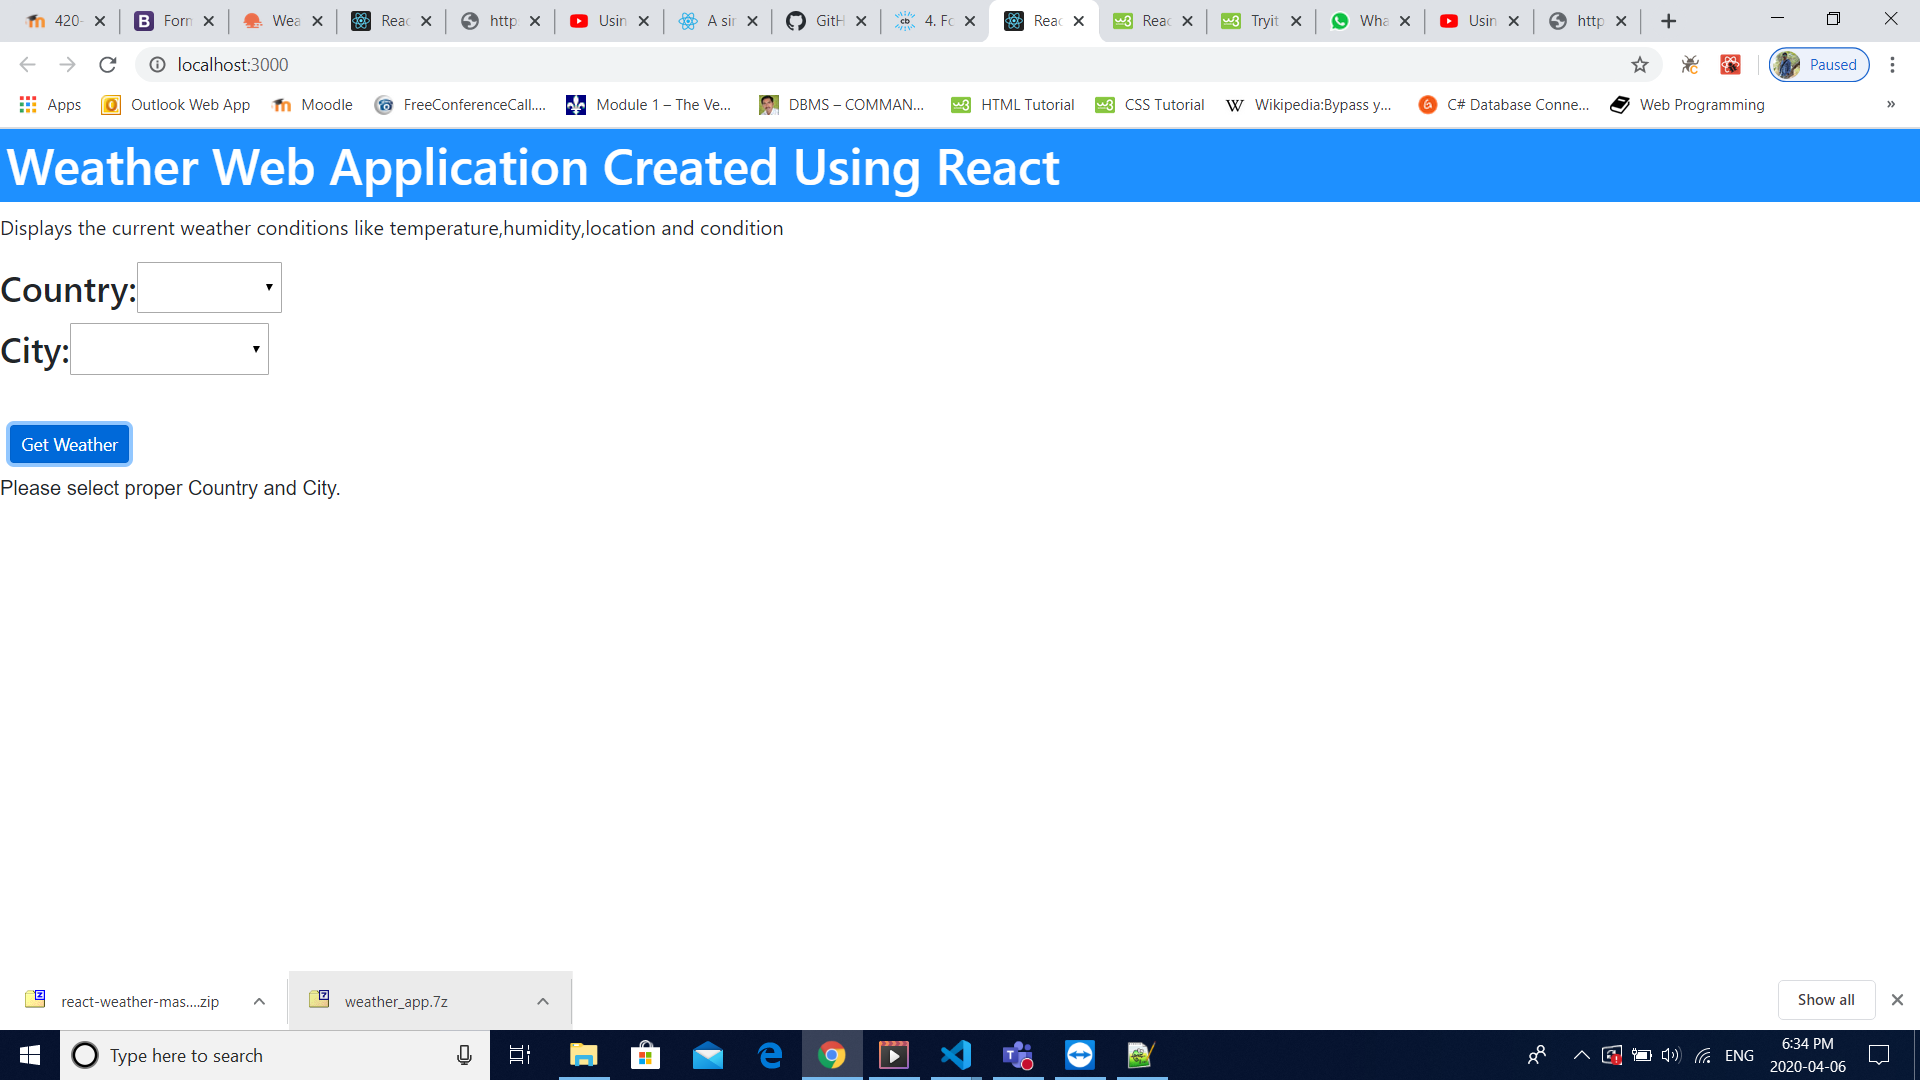 420-
Forn
Wea
Reac
http
Usin
A sir
GitH
4. Fo
Reac
Reac
Tryit
Wha
Usin
http
localhost:3000
Paused
Apps
Outlook Web App
Moodle
FreeConferenceCall....
Module 1 – The Ve...
DBMS – COMMAN...
HTML Tutorial
CSS Tutorial
Wikipedia:Bypass y...
C# Database Conne...
Web Programming
»
Weather Web Application Created Using React
Displays the current weather conditions like temperature,humidity,location and condition
Country:
City:
Get Weather
Please select proper Country and City.
react-weather-mas....zip
weather_app.7z
Show all
Type here to search
ENG
6:34 PM
2020-04-06